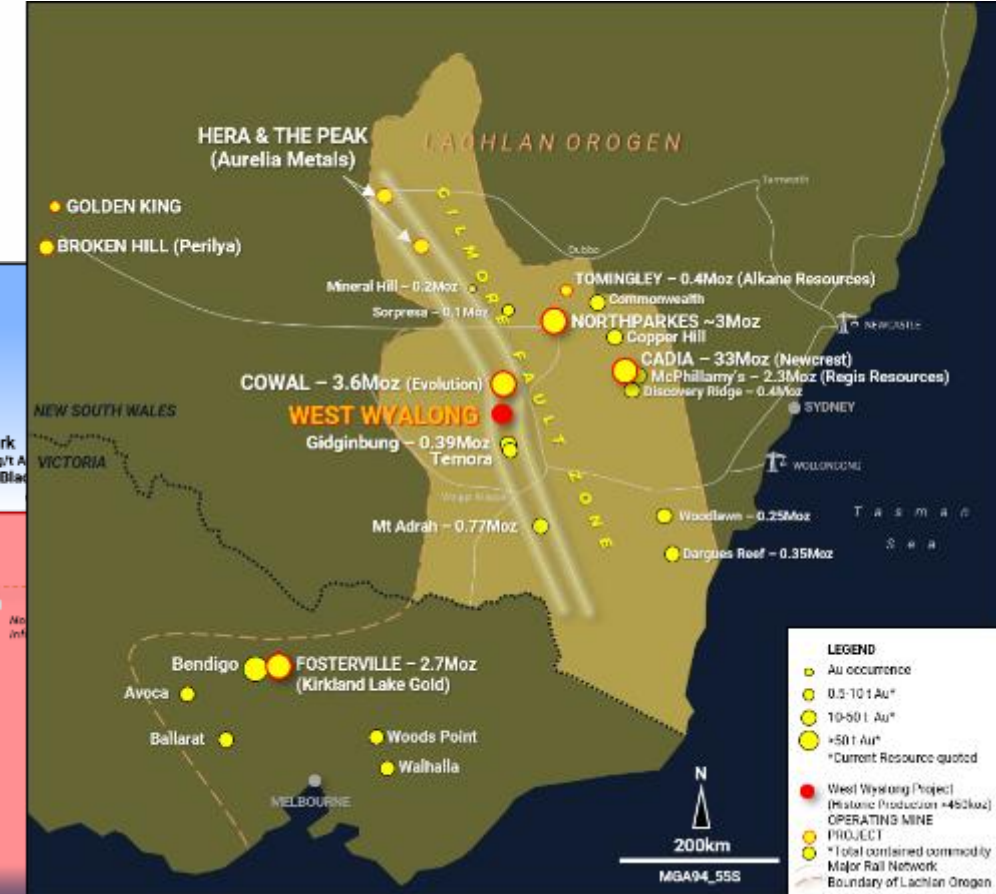 LACHLAN OROGEN
HERA & THE PEAK
(Aurelia Metals)
Tamworth
GOLDEN KING
BROKEN HILL (Perilya)
Dubbo
GILMORE FAULT ZONE
Mineral Hill – 0.2Moz
TOMINGLEY – 0.4Moz (Alkane Resources)
Commonwealth
Sorpresa – 0.1Moz
NORTHPARKES ~3Moz
NEWCASTLE
Copper Hill
CADIA – 33Moz (Newcrest)
McPhillamy's – 2.3Moz (Regis Resources)
Discovery Ridge – 0.4Moz
COWAL – 3.6Moz (Evolution)
SYDNEY
WEST WYALONG
NEW SOUTH WALES
Gidginbung – 0.39Moz
Temora
VICTORIA
rk
WOLLONGONG
Mt Adrah – 0.77Moz
Woodlawn – 0.25Moz
Tasman
Sea
Dargues Reef – 0.35Moz
Bendigo
FOSTERVILLE – 2.7Moz
(Kirkland Lake Gold)
Avoca
Ballarat
Woods Point
Walhalla
MELBOURNE
N
200km
MGA94_55S
LEGEND
Au occurrence
0.5-10 t Au*
10-50 t Au*
>50 t Au*
*Current Resource quoted
West Wyalong Project
(Historic Production >450koz)
OPERATING MINE
PROJECT
*Total contained commodity
Major Rail Network
Boundary of Lachlan Orogen